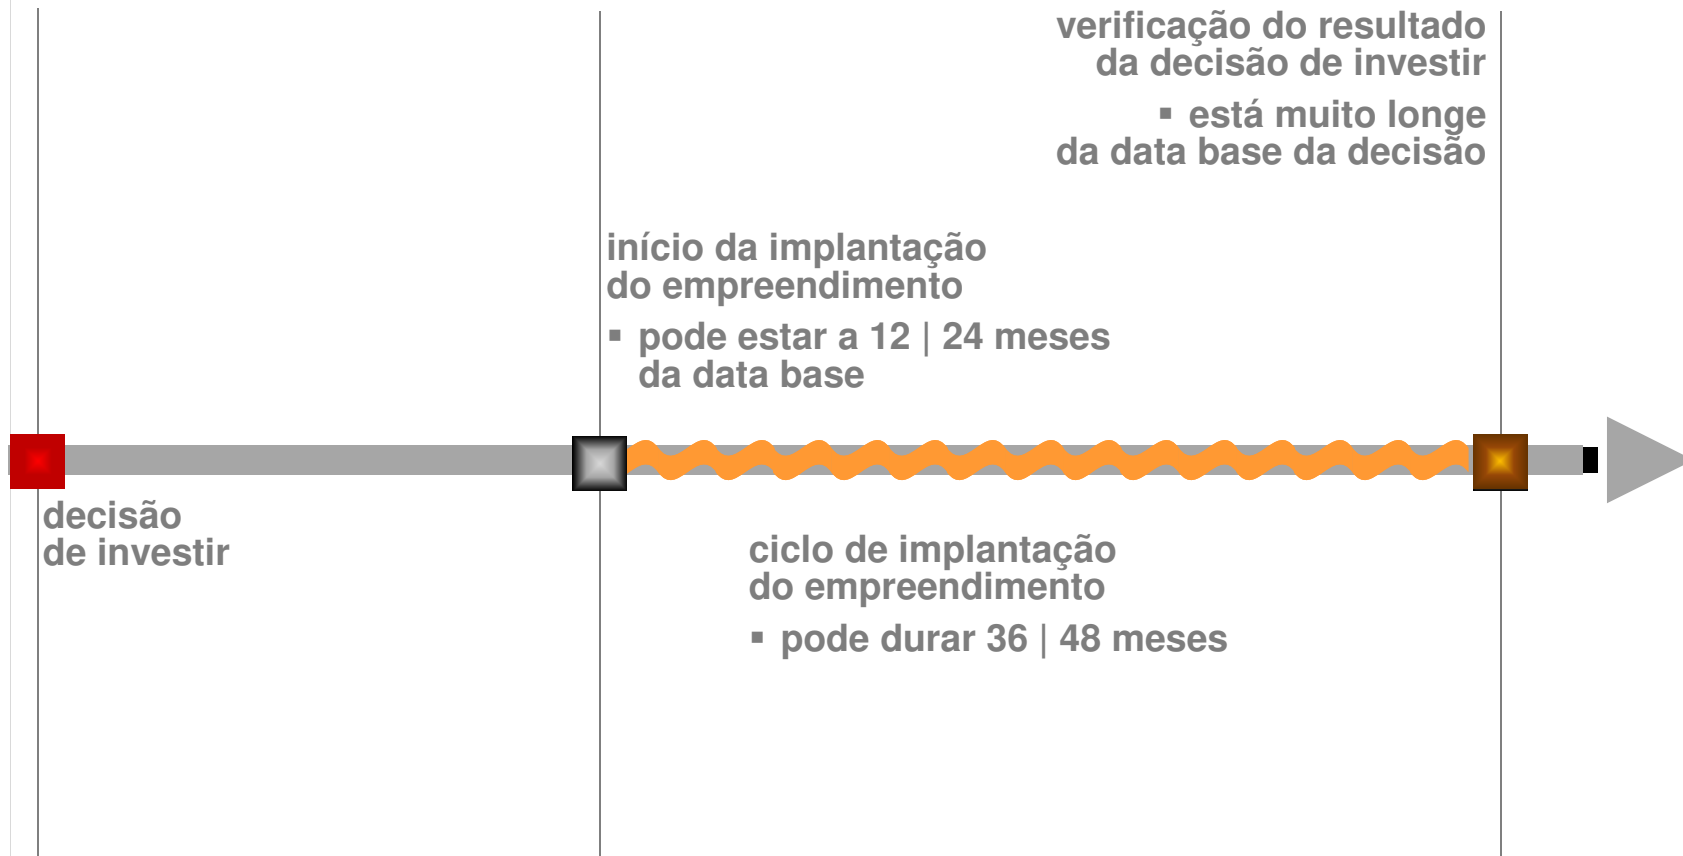 verificação do resultado
da decisão de investir
▪ está muito longe
da data base da decisão
início da implantação
do empreendimento
▪ pode estar a 12 | 24 meses
da data base
decisão
de investir
ciclo de implantação
do empreendimento
▪ pode durar 36 | 48 meses